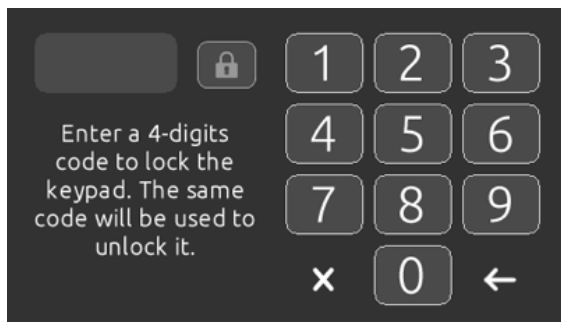 Enter a 4-digits
code to lock the
keypad. The same
code will be used to
unlock it.
1 2 3
4 5 6
7 8 9
× 0 ←